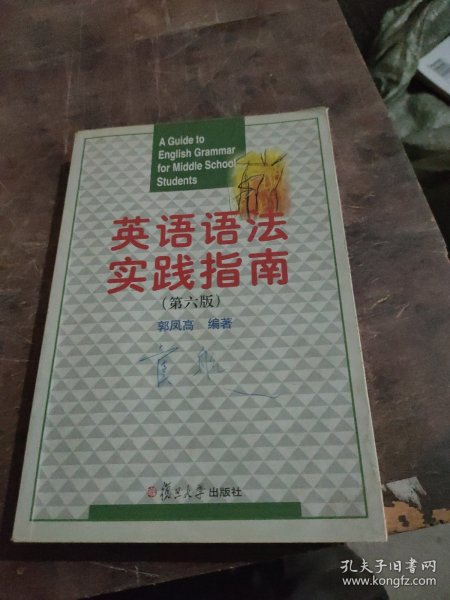 A Guide to
English Grammar
for Middle School
Students
英语语法
实践指南
（第六版）
郭凤高 编著
复旦大学出版社
孔夫子旧书网
www.kongfz.com